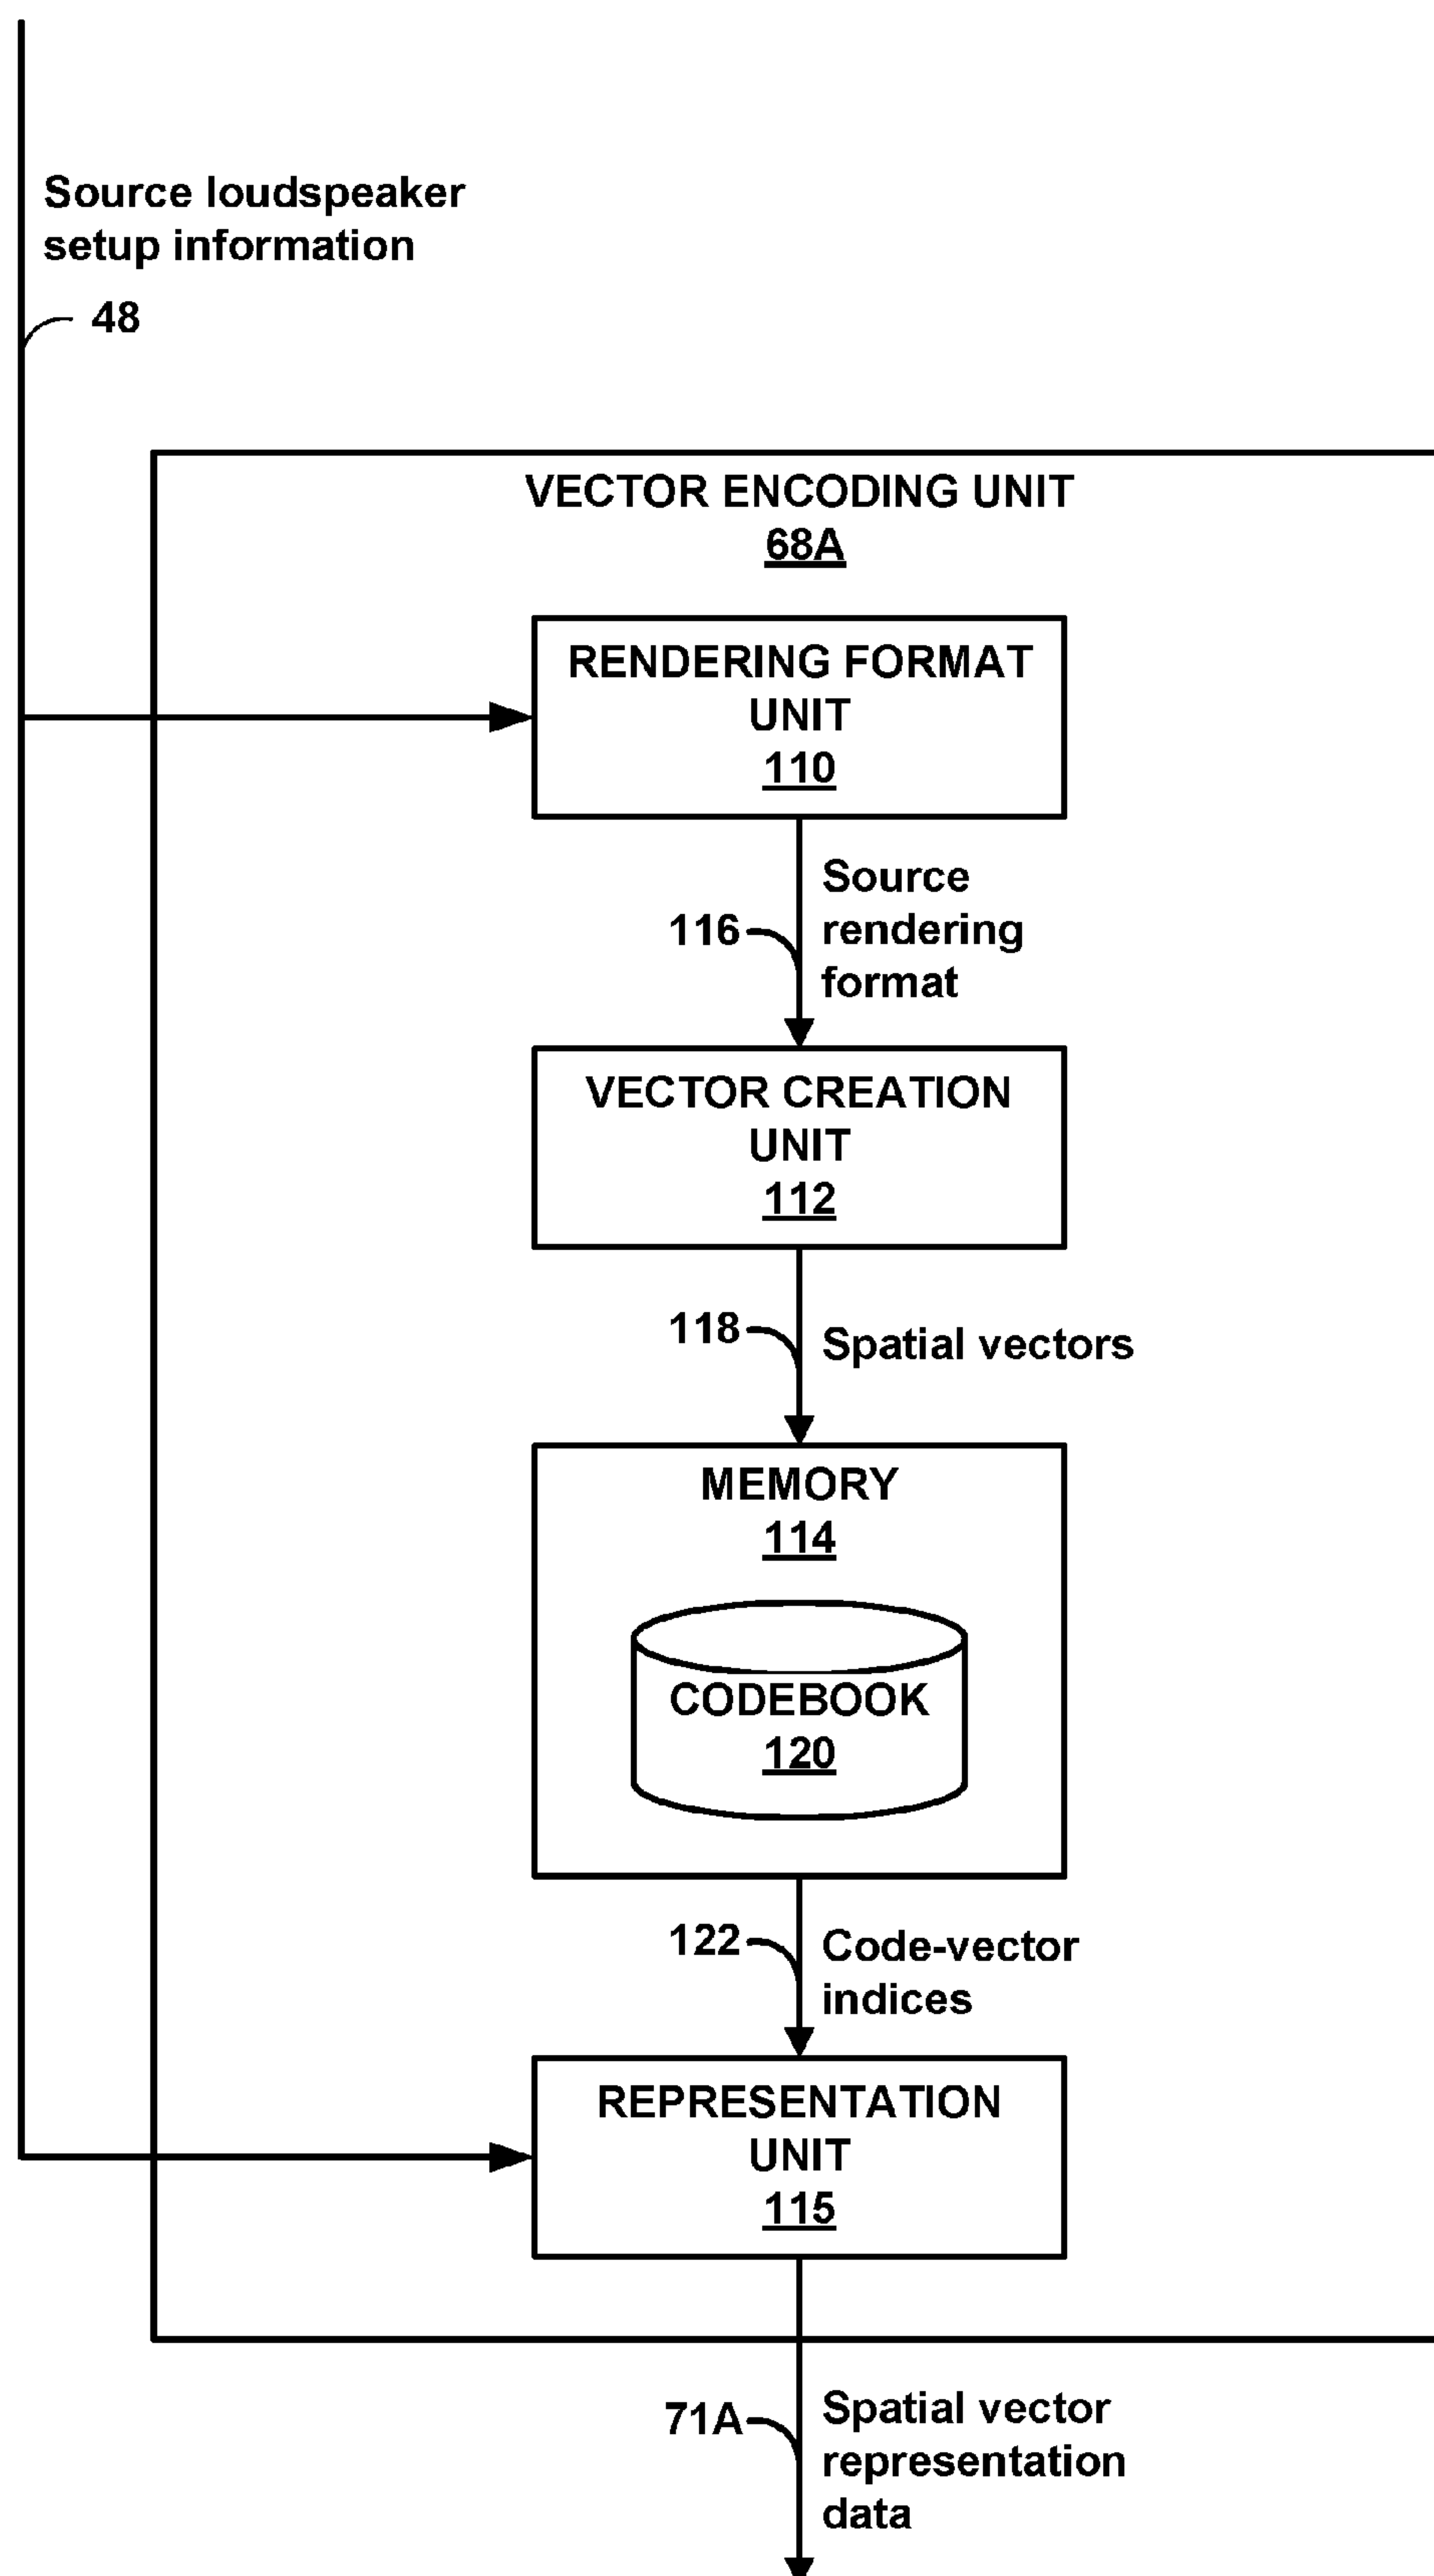 Source loudspeaker
setup information
48
VECTOR ENCODING UNIT
68A
RENDERING FORMAT
UNIT
110
Source
rendering
format
116
VECTOR CREATION
UNIT
112
118
Spatial vectors
MEMORY
114
CODEBOOK
120
122
Code-vector
indices
REPRESENTATION
UNIT
115
71A
Spatial vector
representation
data